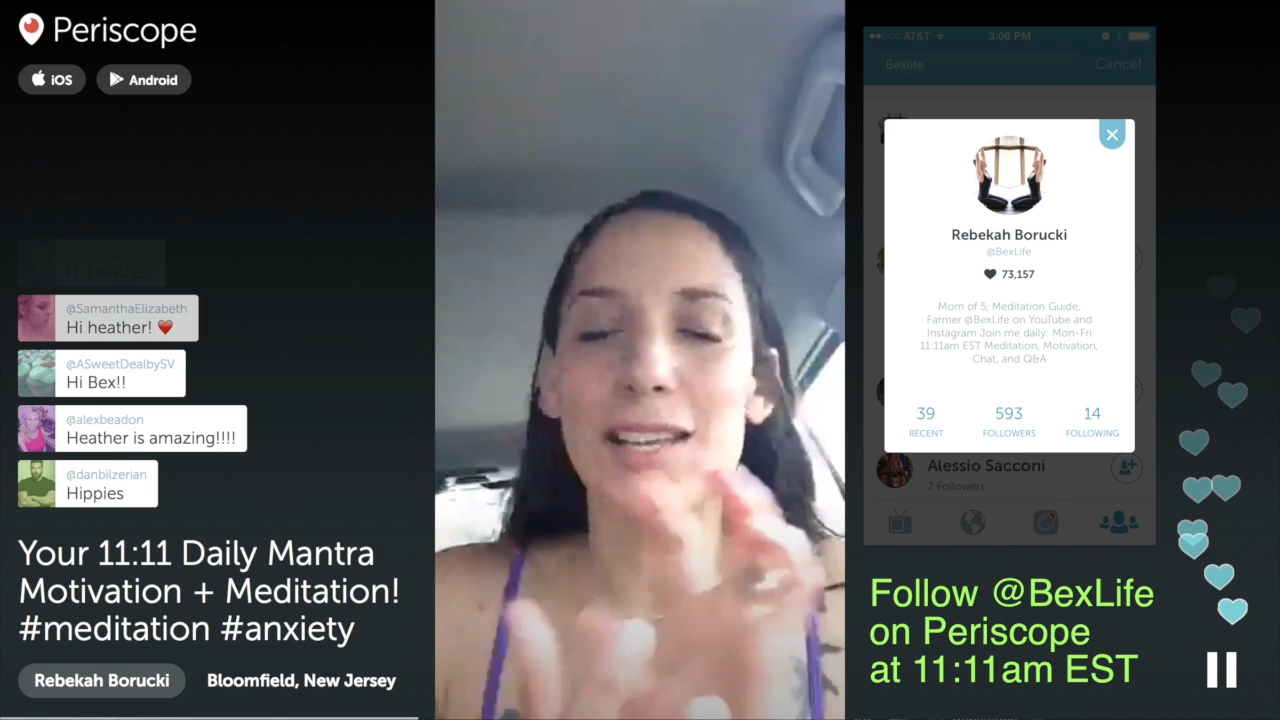 Periscope
iOS
Android
Hi Heather!
@SamanthaElizabeth
Hi heather! ❤️
@ASweetDealbySV
Hi Bex!!
@alexbeadon
Heather is amazing!!!!
@danbilzerian
Hippies
Your 11:11 Daily Mantra
Motivation + Meditation!
#meditation #anxiety
Rebekah Borucki
Bloomfield, New Jersey
AT&T
3:08 PM
Bexlife
Cancel
Rebekah Borucki
@BexLife
73,157
Mom of 5, Meditation Guide,
Farmer @BexLife on YouTube and
Instagram Join me daily: Mon-Fri
11:11am EST Meditation, Motivation,
Chat, and Q&A
39
593
14
RECENT
FOLLOWERS
FOLLOWING
Alessio Sacconi
2 Followers
Follow @BexLife
on Periscope
at 11:11am EST